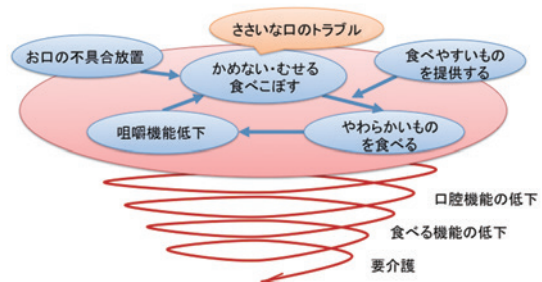 ささいな口のトラブル
お口の不具合放置
かめない・むせる
食べこぼす
食べやすいもの
を提供する
咀嚼機能低下
やわらかいもの
を食べる
口腔機能の低下
食べる機能の低下
要介護